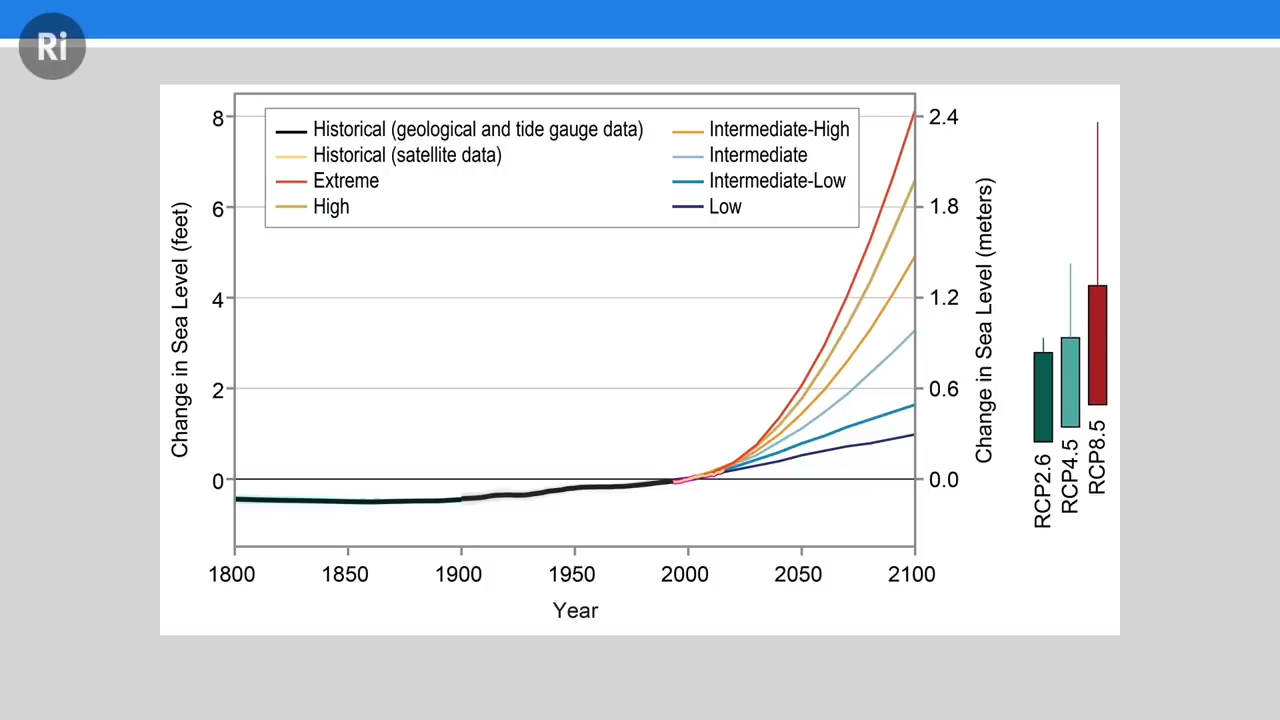 Ri
Historical (geological and tide gauge data)
Historical (satellite data)
Extreme
High
Intermediate-High
Intermediate
Intermediate-Low
Low
Change in Sea Level (feet)
8
6
4
2
0
2.4
1.8
1.2
0.6
0.0
Change in Sea Level (meters)
RCP2.6
RCP4.5
RCP8.5
1800
1850
1900
1950
2000
2050
2100
Year